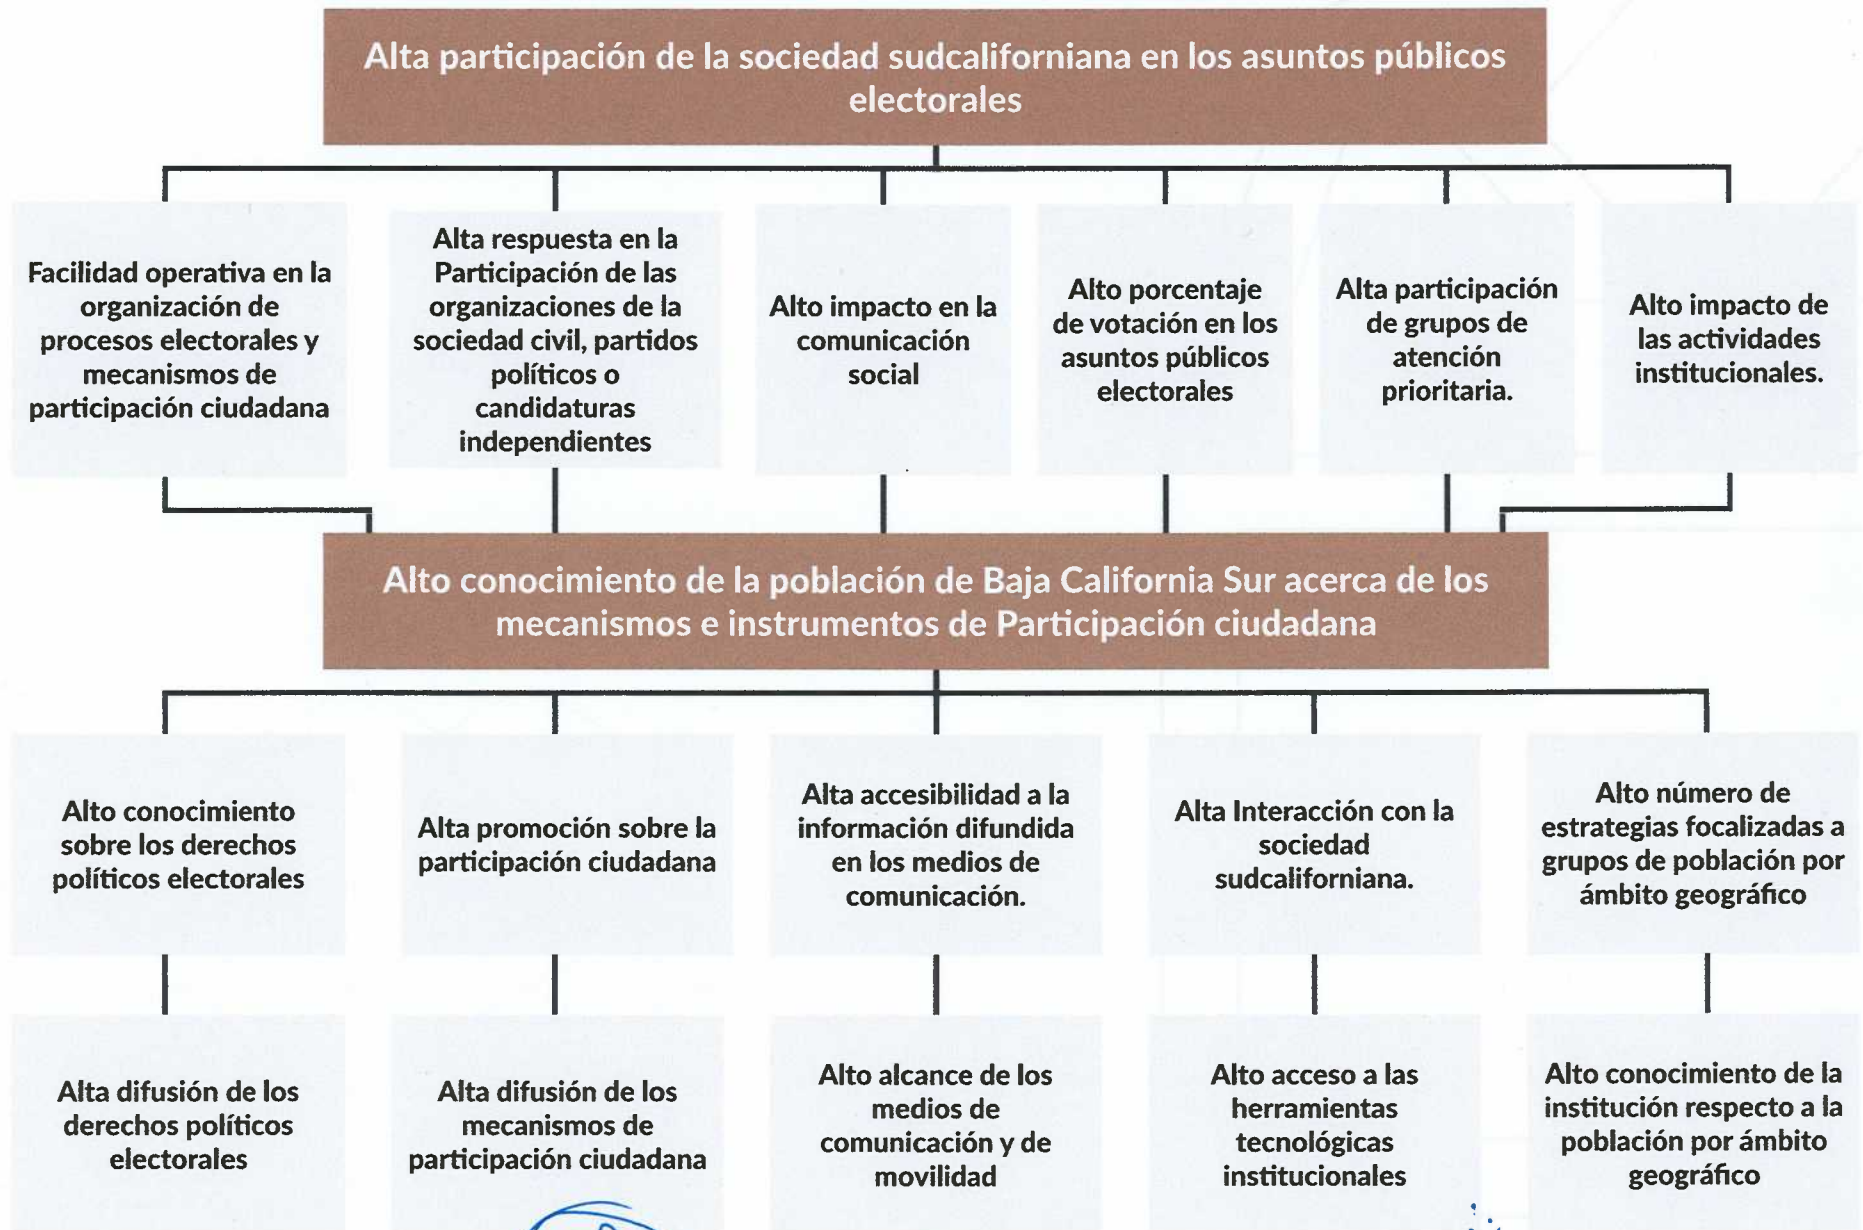 Alta participación de la sociedad sudcaliforniana en los asuntos públicos
electorales
Facilidad operativa en la
organización de
procesos electorales y
mecanismos de
participación ciudadana
Alta respuesta en la
Participación de las
organizaciones de la
sociedad civil, partidos
políticos o
candidaturas
independientes
Alto impacto en la
comunicación
social
Alto porcentaje
de votación en los
asuntos públicos
electorales
Alta participación
de grupos de
atención
prioritaria.
Alto impacto de
las actividades
institucionales.
Alto conocimiento de la población de Baja California Sur acerca de los
mecanismos e instrumentos de Participación ciudadana
Alto conocimiento
sobre los derechos
políticos electorales
Alta promoción sobre la
participación ciudadana
Alta accesibilidad a la
información difundida
en los medios de
comunicación.
Alta Interacción con la
sociedad
sudcaliforniana.
Alto número de
estrategias focalizadas a
grupos de población por
ámbito geográfico
Alta difusión de los
derechos políticos
electorales
Alta difusión de los
mecanismos de
participación ciudadana
Alto alcance de los
medios de
comunicación y de
movilidad
Alto acceso a las
herramientas
tecnológicas
institucionales
Alto conocimiento de la
institución respecto a la
población por ámbito
geográfico